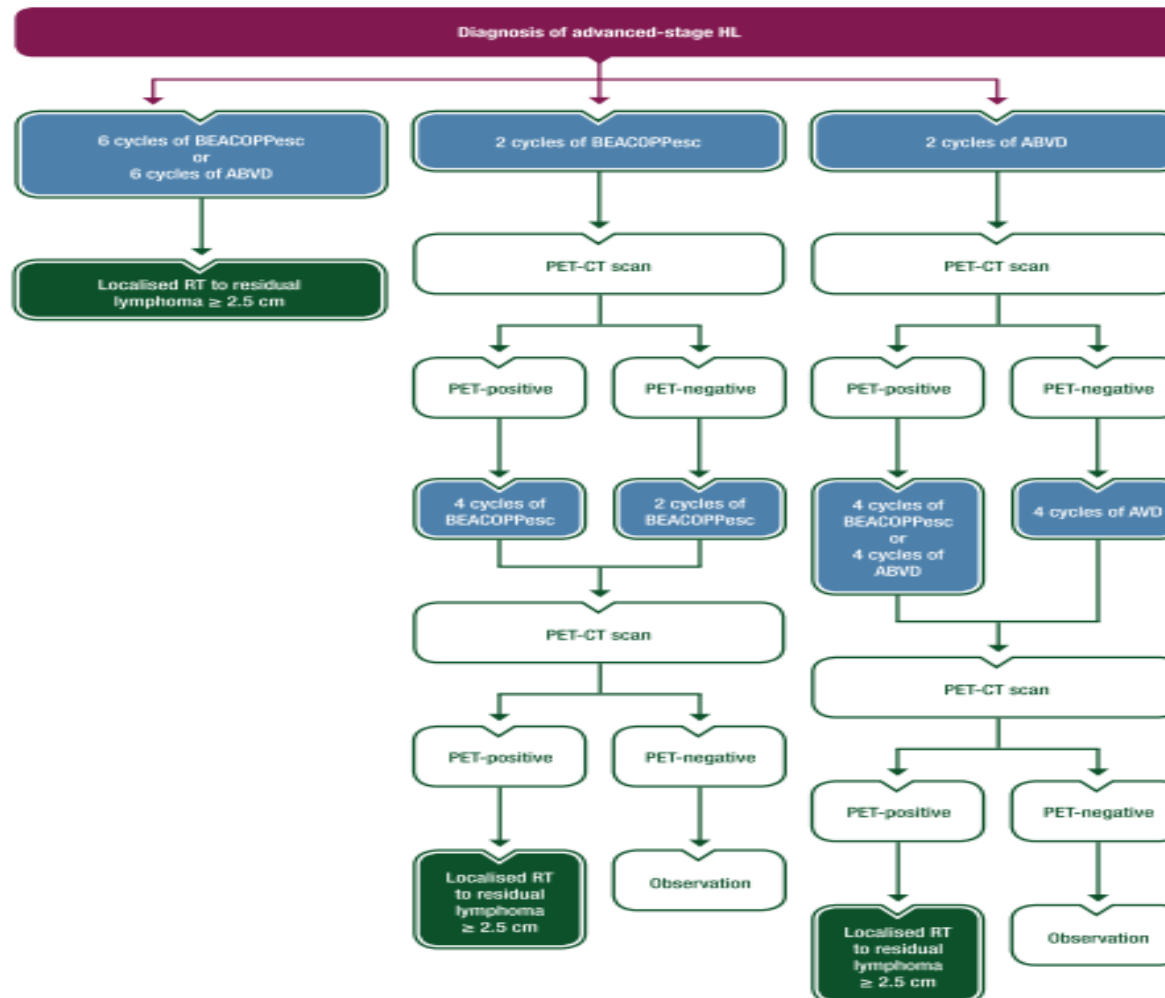 Diagnosis of advanced-stage HL
6 cycles of BEACOPPesc
or
6 cycles of ABVD
2 cycles of BEACOPPesc
2 cycles of ABVD
Localised RT to residual
lymphoma ≥ 2.5 cm
PET-CT scan
PET-CT scan
PET-positive
PET-negative
PET-positive
PET-negative
4 cycles of
BEACOPPesc
2 cycles of
BEACOPPesc
4 cycles of
BEACOPPesc
or
4 cycles of
ABVD
4 cycles of AVD
PET-CT scan
PET-CT scan
PET-positive
PET-negative
PET-positive
PET-negative
Localised RT
to residual
lymphoma
≥ 2.5 cm
Observation
Localised RT
to residual
lymphoma
≥ 2.5 cm
Observation